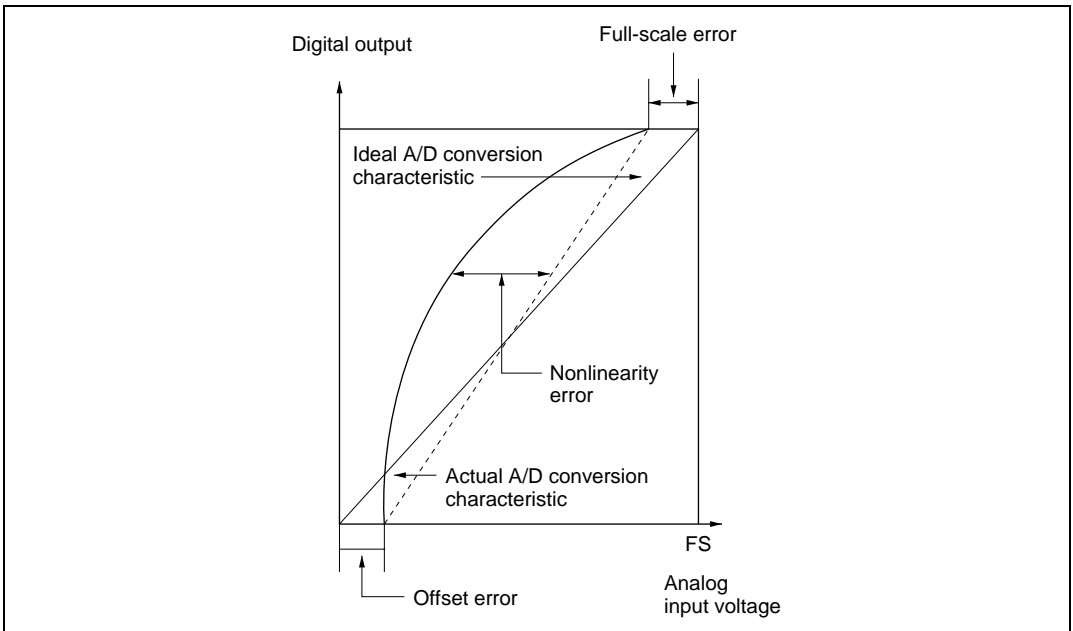 Digital output
Full-scale error
Ideal A/D conversion
characteristic
Nonlinearity
error
Actual A/D conversion
characteristic
FS
Offset error
Analog
input voltage